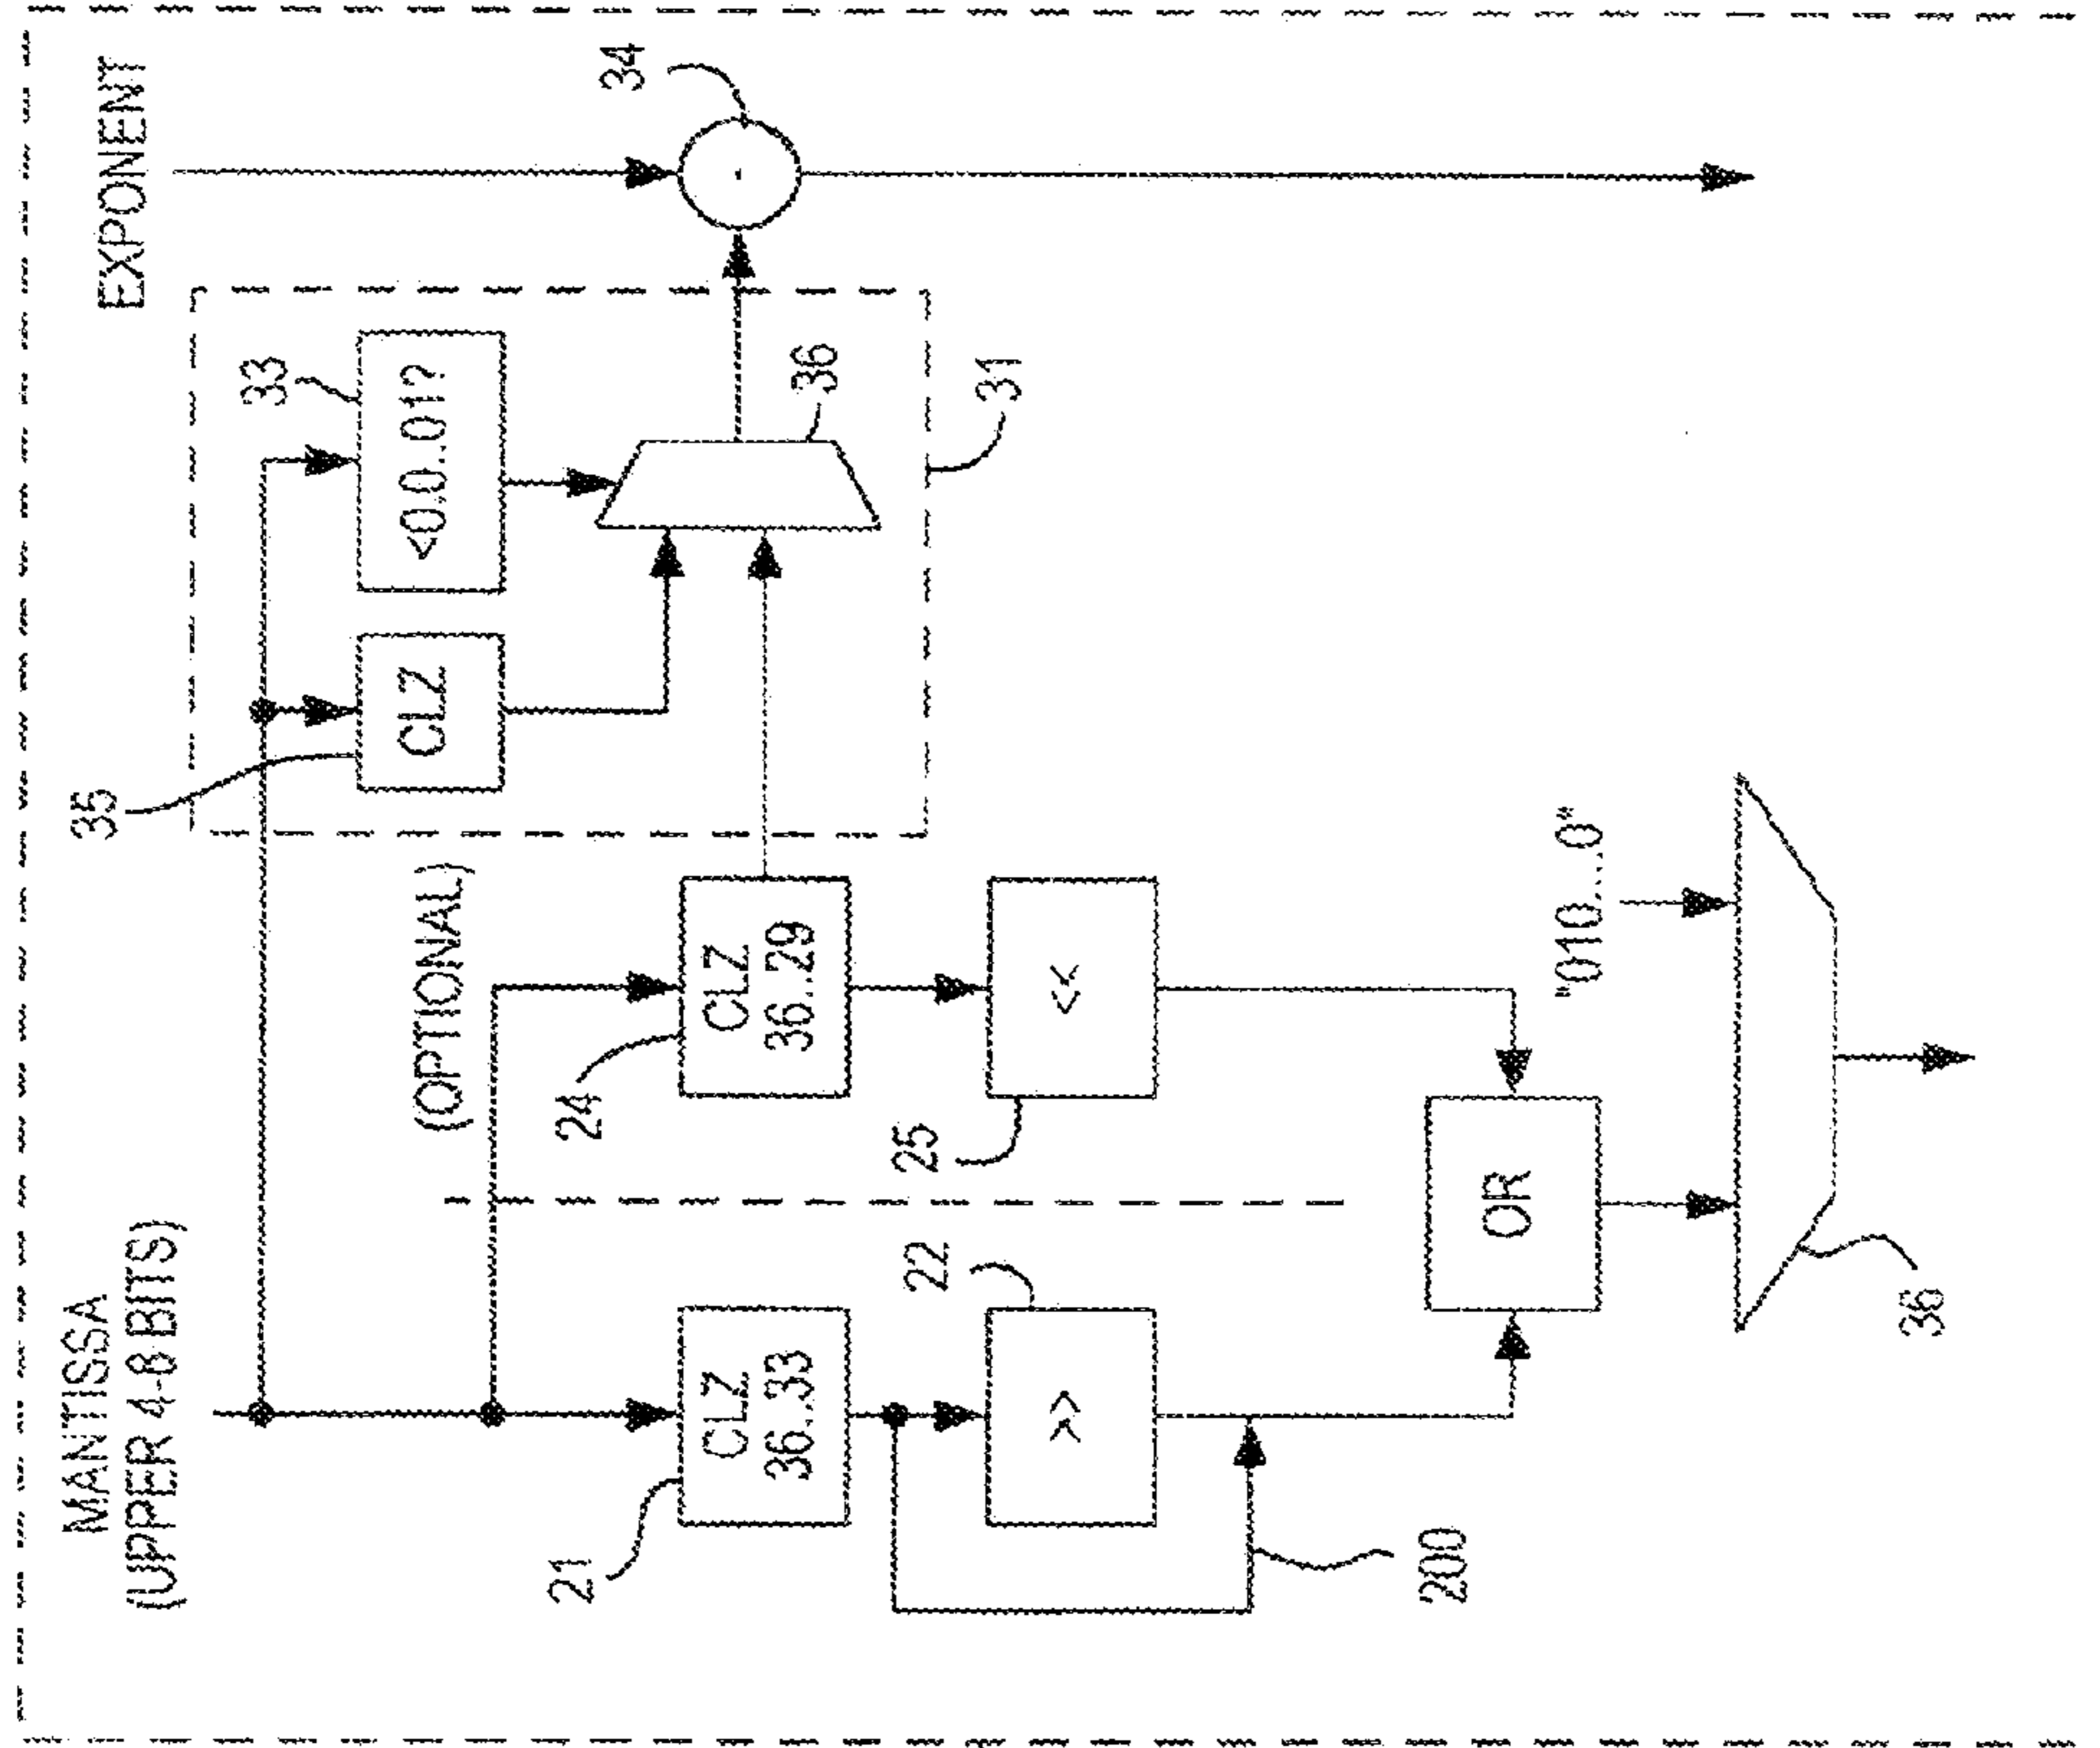 MANTISSA
(UPPER 4-8 BITS)
EXPONENT
35
33
CLZ
<0.0..01?
(OPTIONAL)
34
21
CLZ
36..33
24
CLZ
36..29
36
31
22
>>
25
<<
200
OR
"010...0"
36